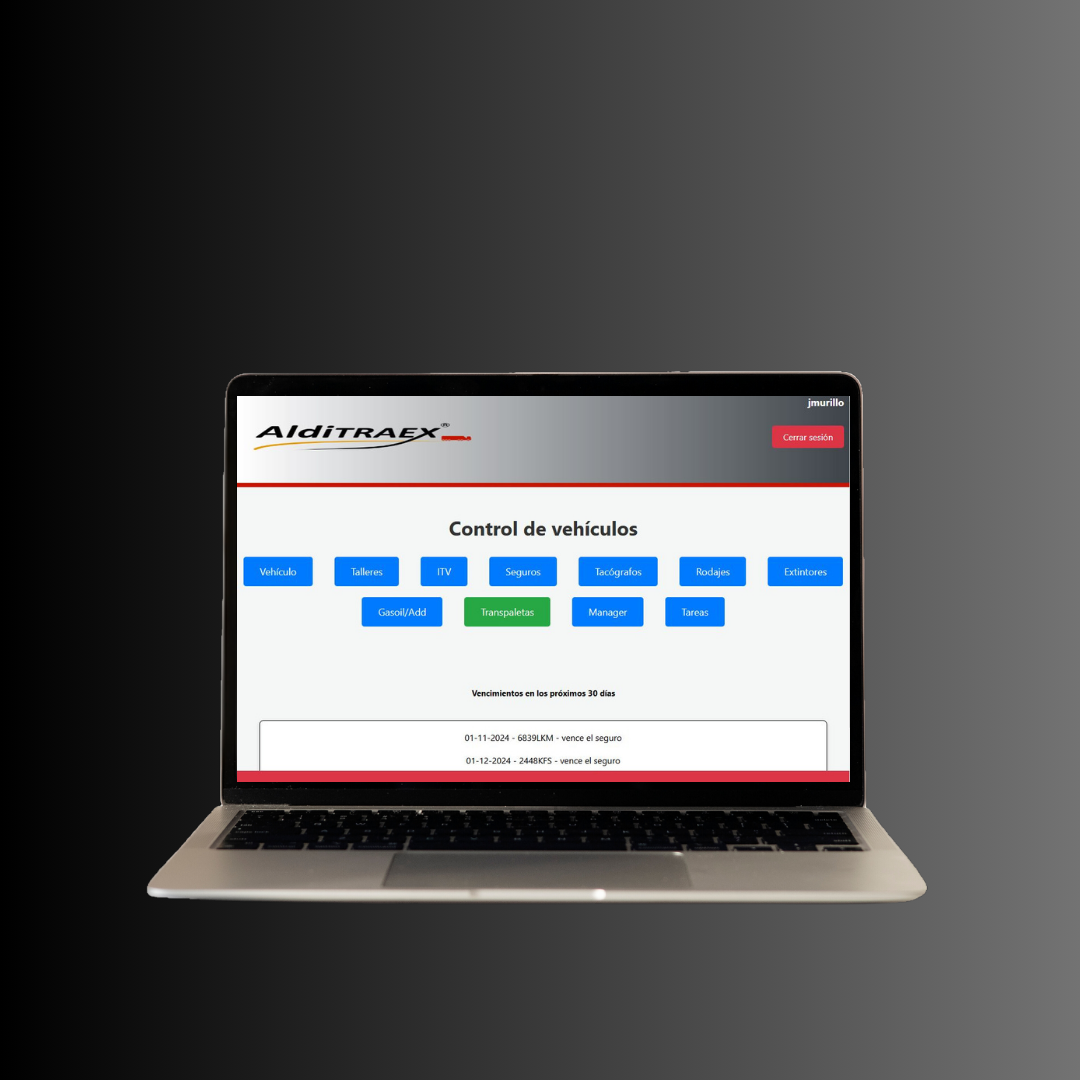 jmurillo
AldiTRAEX®
Cerrar sesión
Control de vehículos
Vehículo Talleres ITV Seguros Tacógrafos Rodajes Extintores
Gasoil/Add Transpaletas Manager Tareas
Vencimientos en los próximos 30 días
01-11-2024 - 6839LKM - vence el seguro
01-12-2024 - 2448KFS - vence el seguro